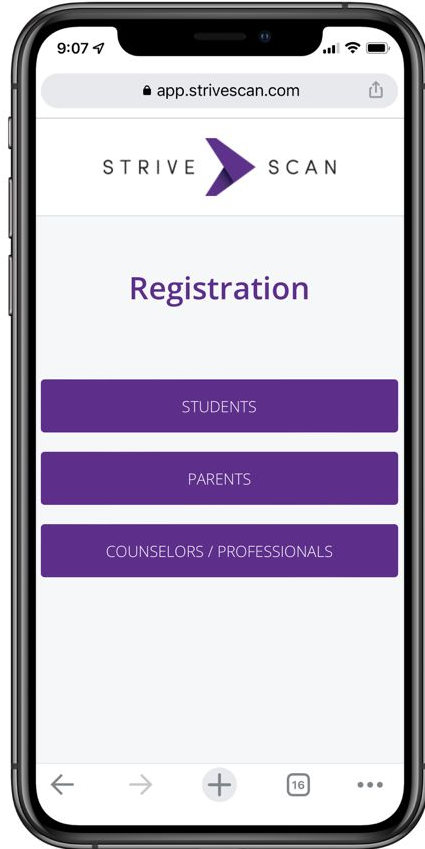 9:07
app.strivescan.com
STRIVE SCAN
Registration
STUDENTS
PARENTS
COUNSELORS / PROFESSIONALS
16